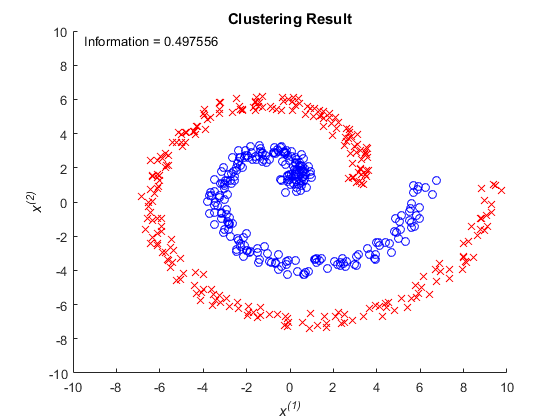 Clustering Result
Information = 0.497556
10
8
6
4
2
0
-2
-4
-6
-8
-10
x(2)
-10 -8 -6 -4 -2 0 2 4 6 8 10
x(1)